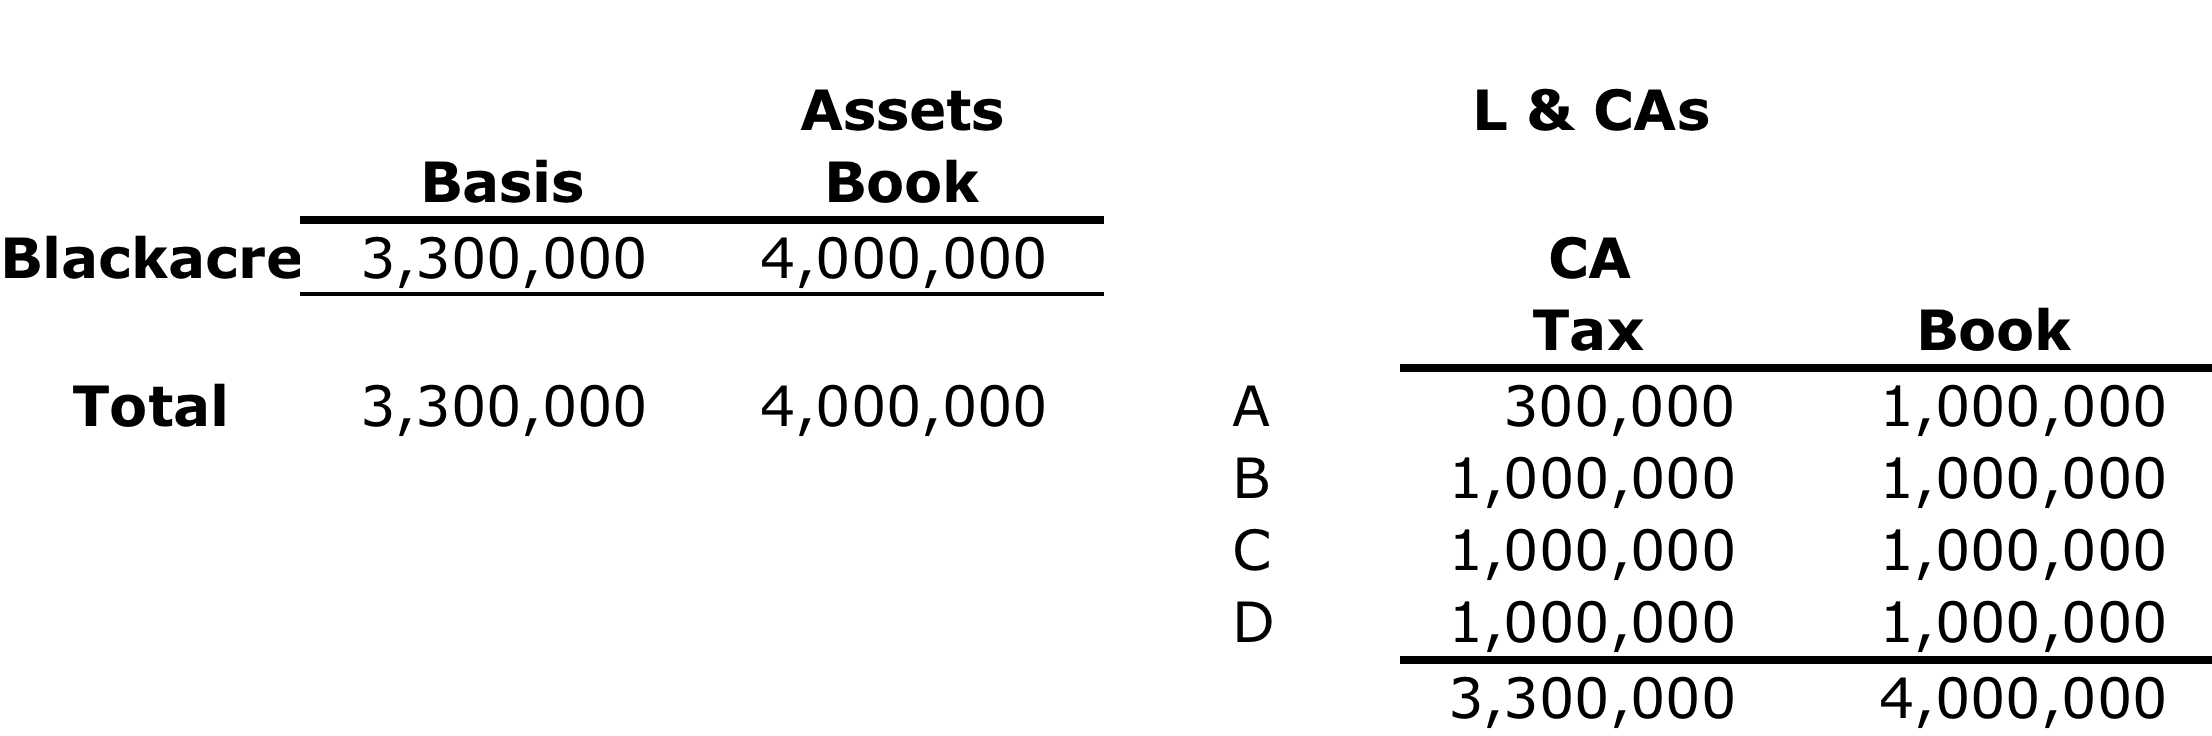 Assets L & CAs
Basis Book
Blackacre 3,300,000 4,000,000 CA
Tax Book
Total 3,300,000 4,000,000 A 300,000 1,000,000
B 1,000,000 1,000,000
C 1,000,000 1,000,000
D 1,000,000 1,000,000
3,300,000 4,000,000